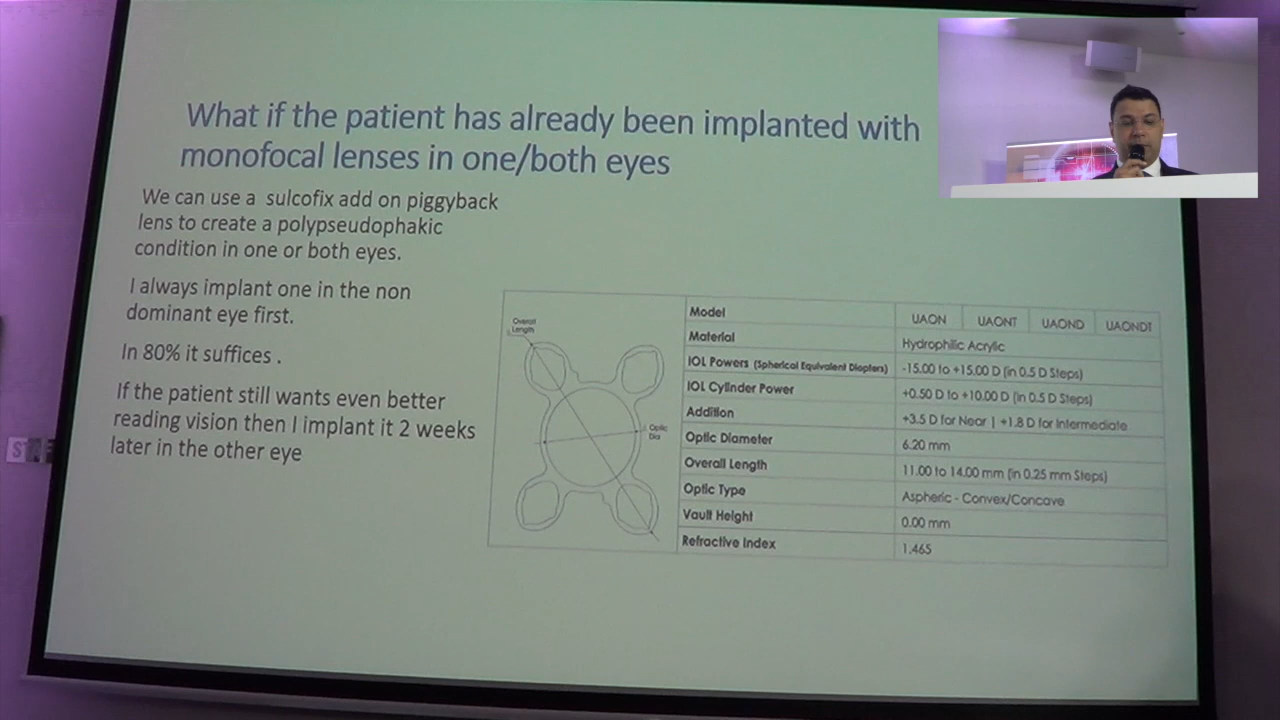 What if the patient has already been implanted with
monofocal lenses in one/both eyes
We can use a sulcofix add on piggyback
lens to create a polypseudophakic
condition in one or both eyes.
I always implant one in the non
dominant eye first.
In 80% it suffices .
If the patient still wants even better
reading vision then I implant it 2 weeks
later in the other eye
Overall
Length
Optic
Dia
Model UAON UAONT UAOND UAONDT
Material Hydrophilic Acrylic
IOL Powers (Spherical Equivalent Diopters) -15.00 to +15.00 D (in 0.5 D Steps)
IOL Cylinder Power +0.50 D to +10.00 D (in 0.5 D Steps)
Addition +3.5 D for Near | +1.8 D for Intermediate
Optic Diameter 6.20 mm
Overall Length 11.00 to 14.00 mm (in 0.25 mm Steps)
Optic Type Aspheric - Convex/Concave
Vault Height 0.00 mm
Refractive Index 1.465